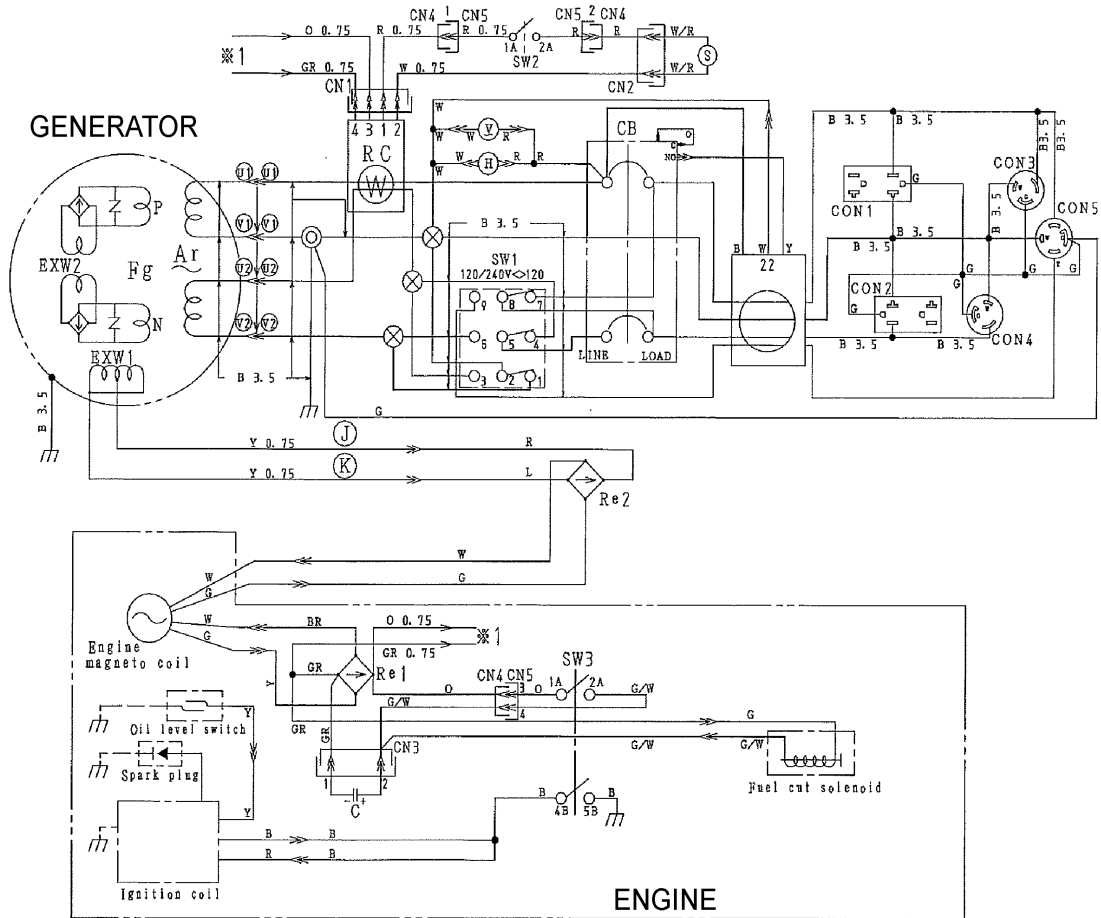 CN4 1 CN5
CN5 2 CN4
O 0.75
R 0.75
R
R 0.75
1A
2A
SW2
R
R
W/R
S
※1
GR 0.75
W 0.75
W/R
CN1
CN2
4 3 1 2
RC
W
W
W V R
W H R R
W
CB
O
C
NO
GENERATOR
P
EXW2
Fg
Ar
N
EXW1
U1 U1
V1 V1
U2 U2
V2 V2
B 3.5
B 3.5
B 3.5
SW1
120/240V<>120
9 8 7
6 5 4
3 2 1
LINE LOAD
B W Y
22
B 3.5
B3.5
B3.5
CON3
G
CON1
B 3.5
CON5
B 3.5
B 3.5
G
G
G
CON2
G
CON4
B 3.5
B 3.5
G
Y 0.75
J
R
Y 0.75
K
L
Re2
W
G
W
G
W
G
Engine
magneto coil
BR
O 0.75
GR 0.75
※1
GR
Re1
Y
CN4 CN5
O
3
O
G/W
4
SW3
1A 2A
G/W
GR
GR
G
G/W
G/W
CN3
1 2
- +
C
Fuel cut solenoid
Oil level switch
Y
Spark plug
Y
B
4B 5B
B
B B
R B
Ignition coil
ENGINE